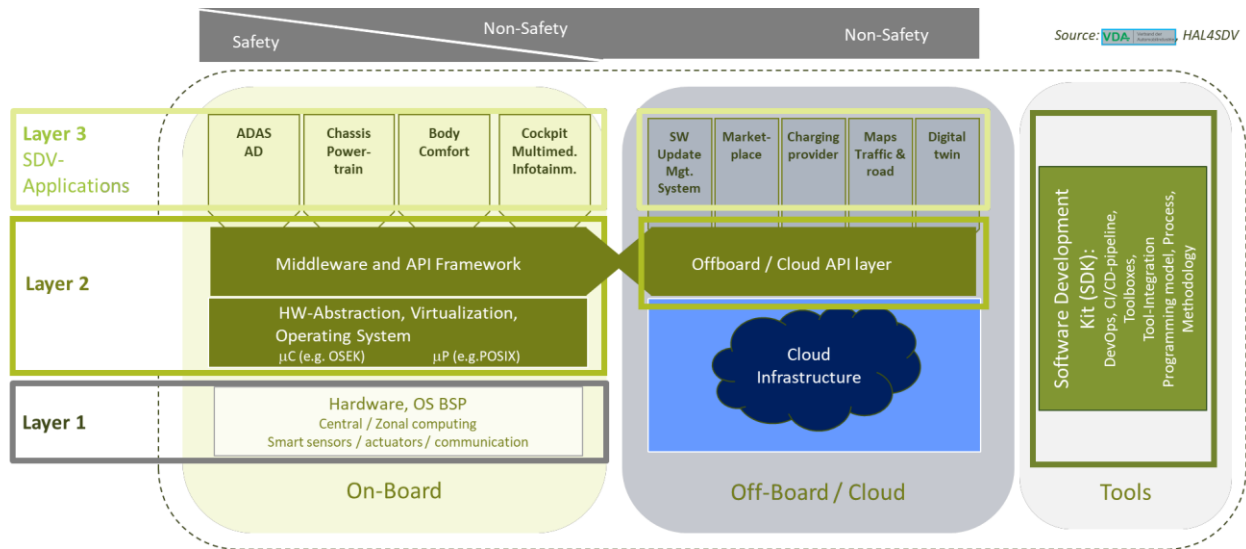 Safety
Non-Safety
Non-Safety
Source: VDA Verband der Automobilindustrie, HAL4SDV
Layer 3
SDV-
Applications
ADAS
AD
Chassis
Power-
train
Body
Comfort
Cockpit
Multimed.
Infotainm.
SW
Update
Mgt.
System
Market-
place
Charging
provider
Maps
Traffic &
road
Digital
twin
Layer 2
Middleware and API Framework
Offboard / Cloud API layer
HW-Abstraction, Virtualization,
Operating System
µC (e.g. OSEK)
µP (e.g.POSIX)
Cloud
Infrastructure
Layer 1
Hardware, OS BSP
Central / Zonal computing
Smart sensors / actuators / communication
Software Development
Kit (SDK):
DevOps, CI/CD-pipeline,
Toolboxes,
Tool-Integration
Programming model, Process,
Methodology
On-Board
Off-Board / Cloud
Tools